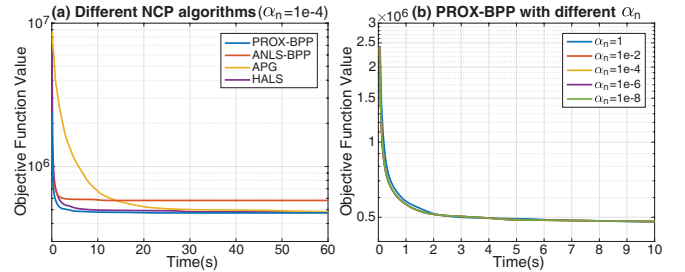 (a) Different NCP algorithms (αn=1e-4)
10^7
10^6
Objective Function Value
PROX-BPP
ANLS-BPP
APG
HALS
0 10 20 30 40 50 60
Time(s)
(b) PROX-BPP with different αn
×10^6
2.5
2
1.5
1
0.5
Objective Function Value
αn=1
αn=1e-2
αn=1e-4
αn=1e-6
αn=1e-8
0 1 2 3 4 5 6 7 8 9 10
Time(s)